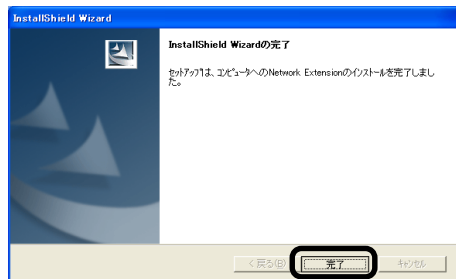 InstallShield Wizard
InstallShield Wizardの完了
セットアップは、コンピュータへのNetwork Extensionのインストールを完了しまし
た。
< 戻る(B)
完了
キャンセル